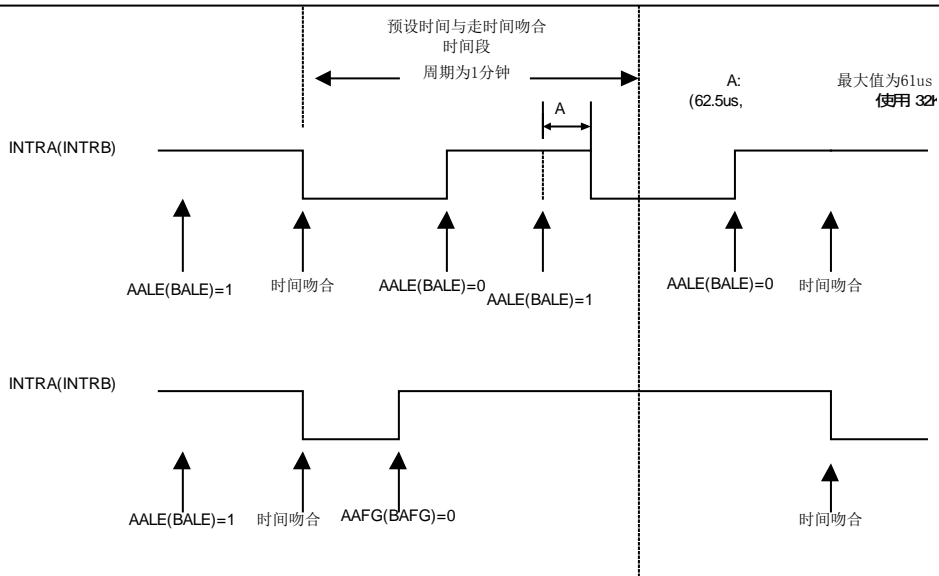 预设时间与走时间吻合
时间段
周期为1分钟
A:
最大值为61us
(62.5us,
使用 32k
A
INTRA(INTRB)
AALE(BALE)=1
时间吻合
AALE(BALE)=0
AALE(BALE)=1
AALE(BALE)=0
时间吻合
INTRA(INTRB)
AALE(BALE)=1
时间吻合
AAFG(BAFG)=0
时间吻合